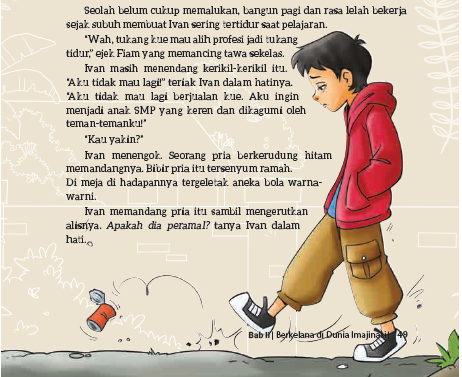 Seolah belum cukup memalukan, bangun pagi dan rasa lelah bekerja
sejak subuh membuat Ivan sering tertidur saat pelajaran.
"Wah, tukang kue mau alih profesi jadi tukang
tidur," ejek Fiam yang memancing tawa sekelas.
Ivan masih menendang kerikil-kerikil itu.
"Aku tidak mau lagi!" teriak Ivan dalam hatinya.
"Aku tidak mau lagi berjualan kue. Aku ingin
menjadi anak SMP yang keren dan dikagumi oleh
teman-temanku!"
"Kau yakin?"
Ivan menengok. Seorang pria berkerudung hitam
memandangnya. Bibir pria itu tersenyum ramah.
Di meja di hadapannya tergeletak aneka bola warna-
warni.
Ivan memandang pria itu sambil mengerutkan
alisnya. Apakah dia peramal? tanya Ivan dalam
hati.
Bab II | Berkelana di Dunia Imajinasi | 49